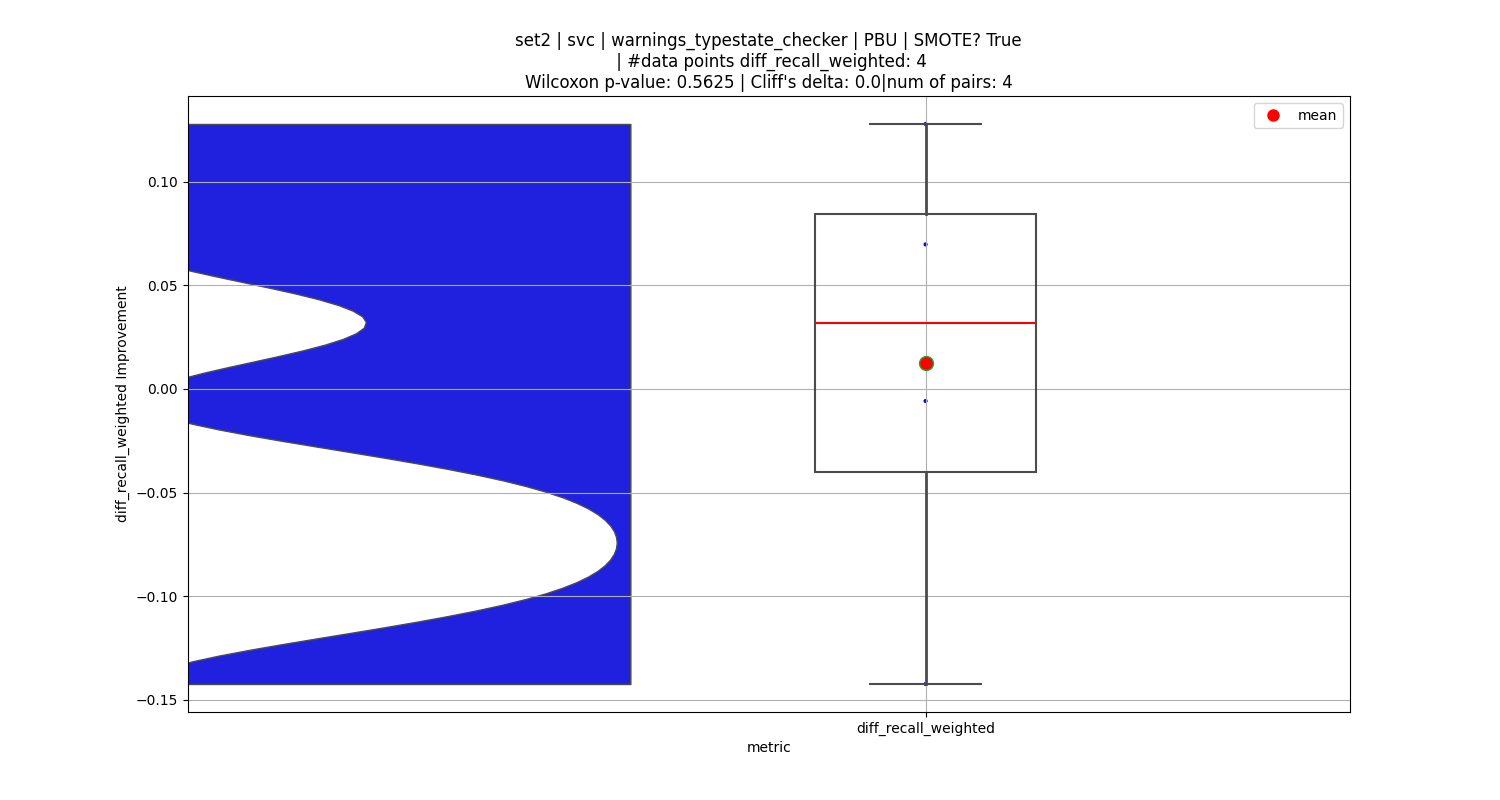 set2 | svc | warnings_typestate_checker | PBU | SMOTE? True
| #data points diff_recall_weighted: 4
Wilcoxon p-value: 0.5625 | Cliff's delta: 0.0|num of pairs: 4
mean
diff_recall_weighted Improvement
0.10
0.05
0.00
−0.05
−0.10
−0.15
diff_recall_weighted
metric